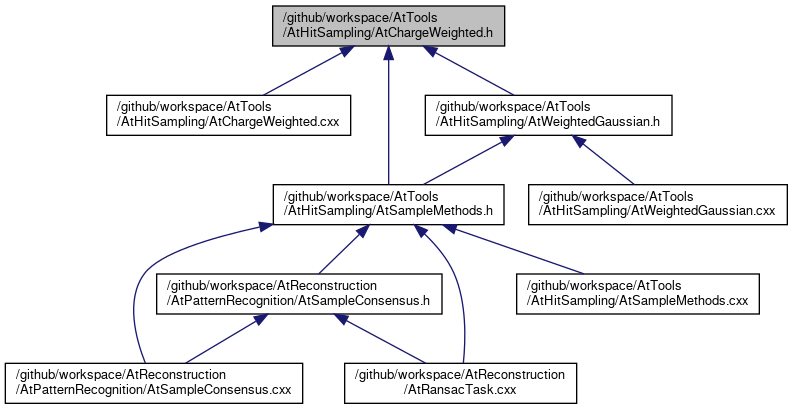 /github/workspace/AtTools
/AtHitSampling/AtChargeWeighted.h
/github/workspace/AtTools
/AtHitSampling/AtChargeWeighted.cxx
/github/workspace/AtTools
/AtHitSampling/AtWeightedGaussian.h
/github/workspace/AtTools
/AtHitSampling/AtSampleMethods.h
/github/workspace/AtTools
/AtHitSampling/AtWeightedGaussian.cxx
/github/workspace/AtReconstruction
/AtPatternRecognition/AtSampleConsensus.h
/github/workspace/AtTools
/AtHitSampling/AtSampleMethods.cxx
/github/workspace/AtReconstruction
/AtPatternRecognition/AtSampleConsensus.cxx
/github/workspace/AtReconstruction
/AtRansacTask.cxx